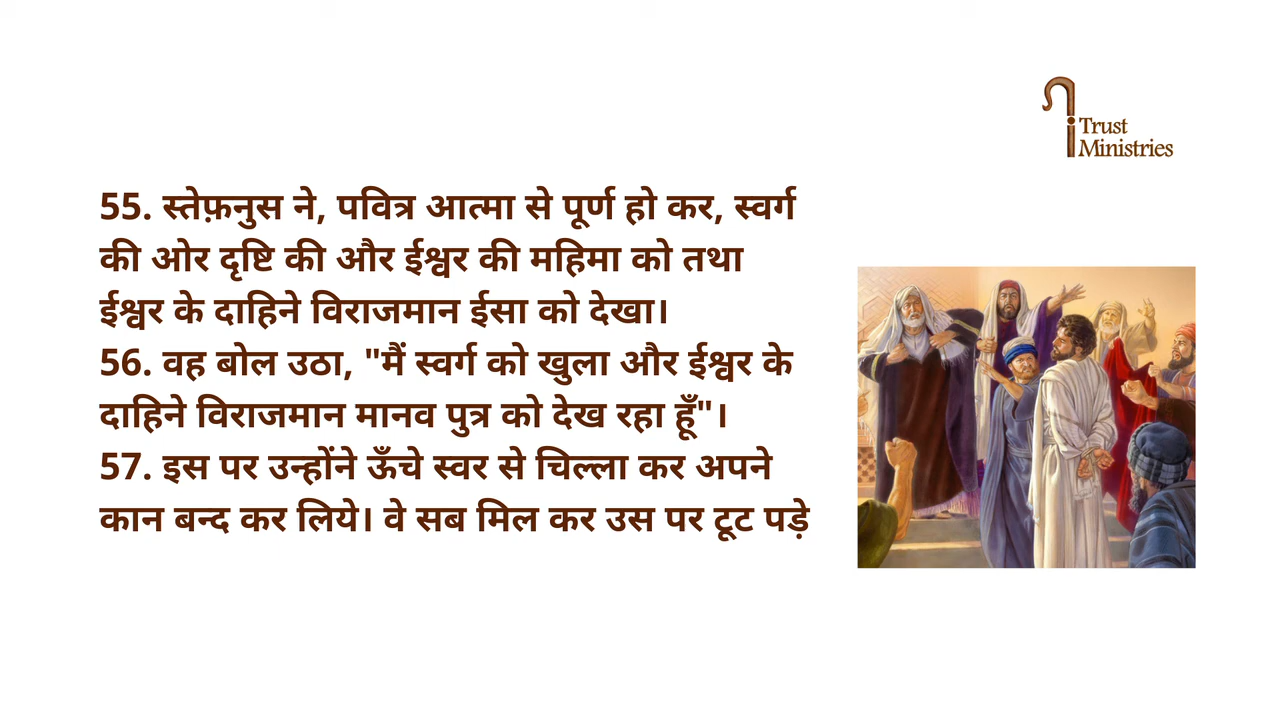 Trust
Ministries
55. स्तेफ़नुस ने, पवित्र आत्मा से पूर्ण हो कर, स्वर्ग
की ओर दृष्टि की और ईश्वर की महिमा को तथा
ईश्वर के दाहिने विराजमान ईसा को देखा।
56. वह बोल उठा, "मैं स्वर्ग को खुला और ईश्वर के
दाहिने विराजमान मानव पुत्र को देख रहा हूँ"।
57. इस पर उन्होंने ऊँचे स्वर से चिल्ला कर अपने
कान बन्द कर लिये। वे सब मिल कर उस पर टूट पड़े